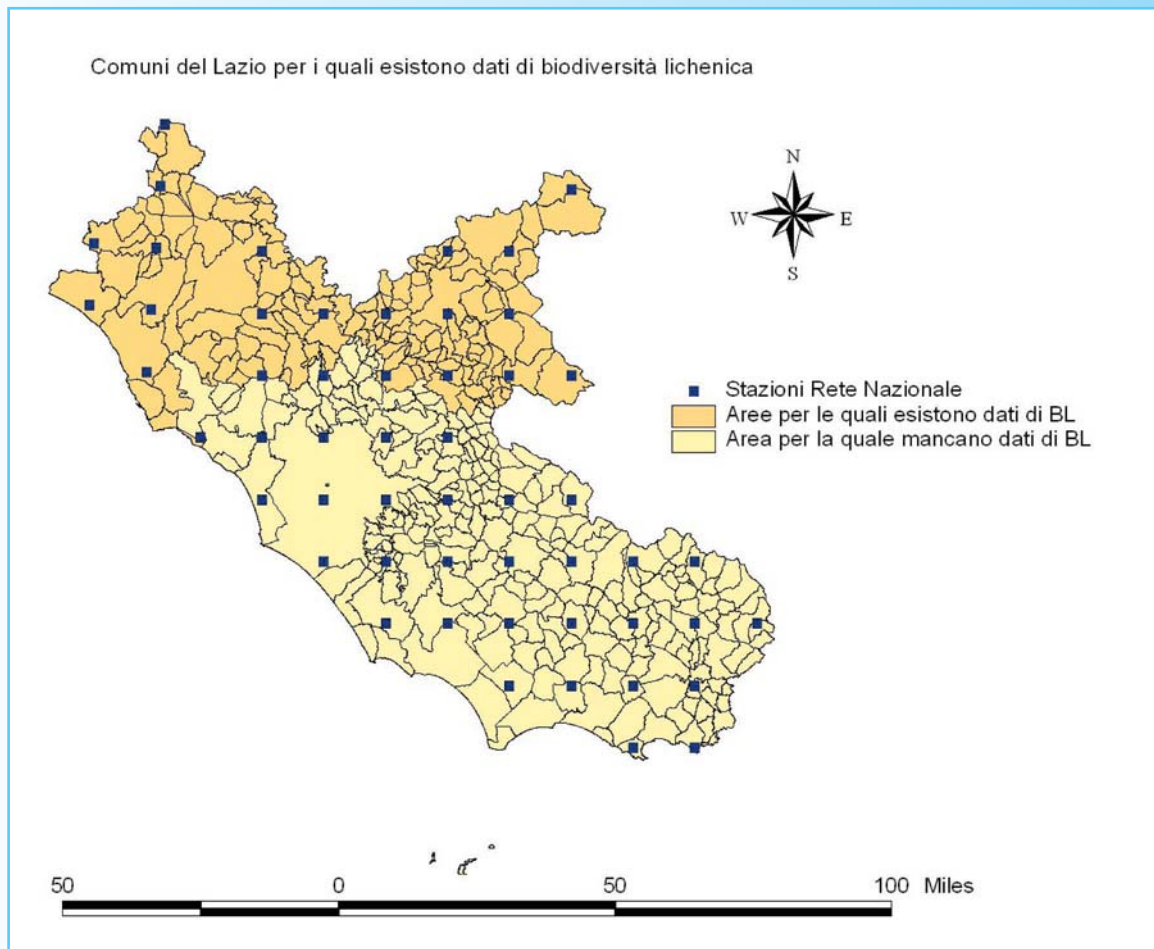 Comuni del Lazio per i quali esistono dati di biodiversità lichenica
N
W E
S
Stazioni Rete Nazionale
Aree per le quali esistono dati di BL
Area per la quale mancano dati di BL
50 0 50 100 Miles